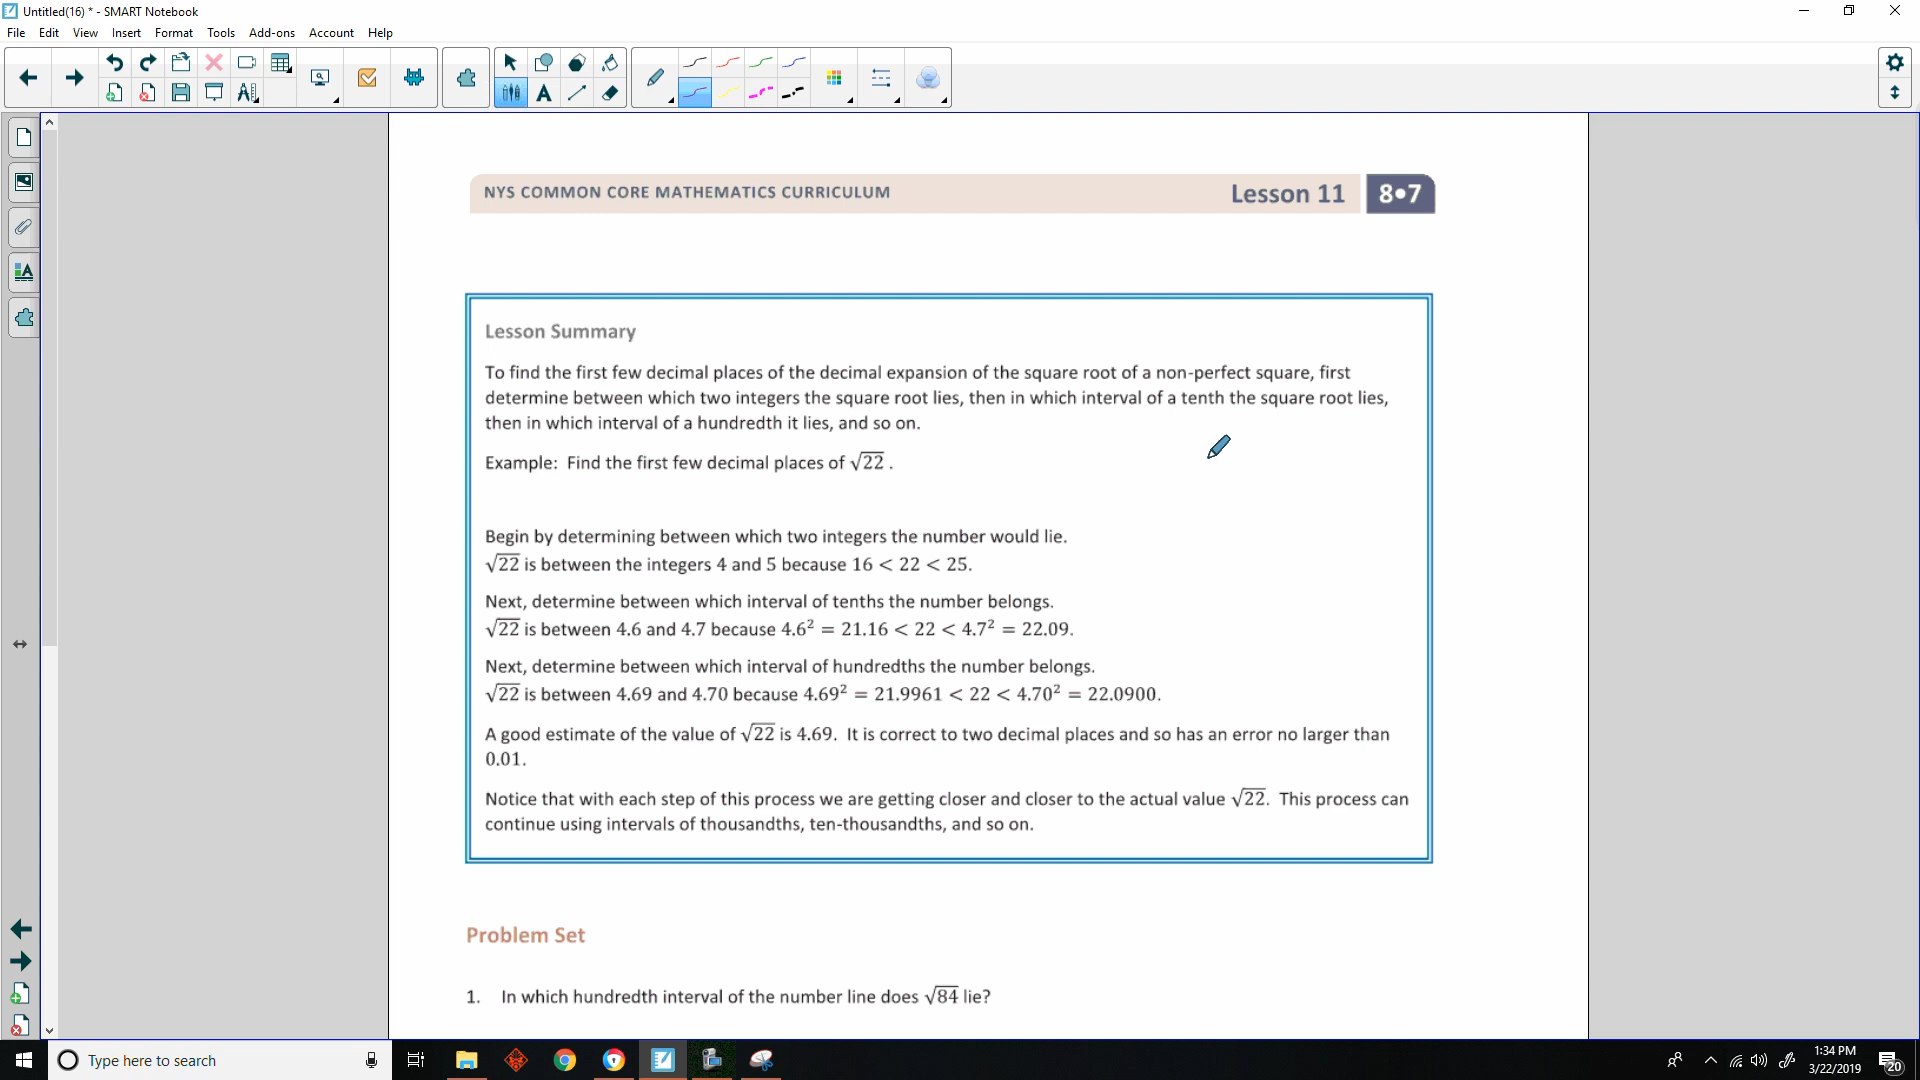 Untitled(16) * - SMART Notebook
File Edit View Insert Format Tools Add-ons Account Help
NYS COMMON CORE MATHEMATICS CURRICULUM Lesson 11 8•7
Lesson Summary
To find the first few decimal places of the decimal expansion of the square root of a non-perfect square, first
determine between which two integers the square root lies, then in which interval of a tenth the square root lies,
then in which interval of a hundredth it lies, and so on.
Example: Find the first few decimal places of √22 .
Begin by determining between which two integers the number would lie.
√22 is between the integers 4 and 5 because 16 < 22 < 25.
Next, determine between which interval of tenths the number belongs.
√22 is between 4.6 and 4.7 because 4.6² = 21.16 < 22 < 4.7² = 22.09.
Next, determine between which interval of hundredths the number belongs.
√22 is between 4.69 and 4.70 because 4.69² = 21.9961 < 22 < 4.70² = 22.0900.
A good estimate of the value of √22 is 4.69. It is correct to two decimal places and so has an error no larger than
0.01.
Notice that with each step of this process we are getting closer and closer to the actual value √22. This process can
continue using intervals of thousandths, ten-thousandths, and so on.
Problem Set
1. In which hundredth interval of the number line does √84 lie?
Type here to search
1:34 PM
3/22/2019
20